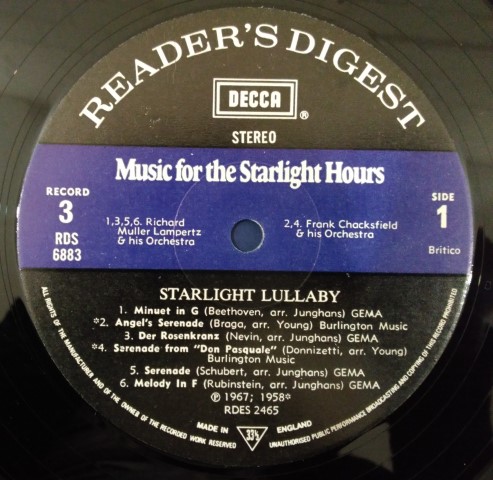 READER'S DIGEST
DECCA
®
STEREO
Music for the Starlight Hours
RECORD
3
RDS
6883
1,3,5,6. Richard
Muller Lampertz
& his Orchestra
2,4. Frank Chacksfield
& his Orchestra
SIDE
1
Britico
STARLIGHT LULLABY
1. Minuet in G (Beethoven, arr. Junghans) GEMA
*2. Angel's Serenade (Braga, arr. Young) Burlington Music
3. Der Rosenkranz (Nevin, arr. Junghans) GEMA
*4. Serenade from "Don Pasquale" (Donnizetti, arr. Young)
Burlington Music
5. Serenade (Schubert, arr. Junghans) GEMA
6. Melody In F (Rubinstein, arr. Junghans) GEMA
℗ 1967; 1958*
RDES 2465
MADE IN ENGLAND
33⅓
ALL RIGHTS OF THE MANUFACTURER AND OF THE OWNER OF THE RECORDED WORK RESERVED
UNAUTHORISED PUBLIC PERFORMANCE BROADCASTING AND COPYING OF THIS RECORD PROHIBITED